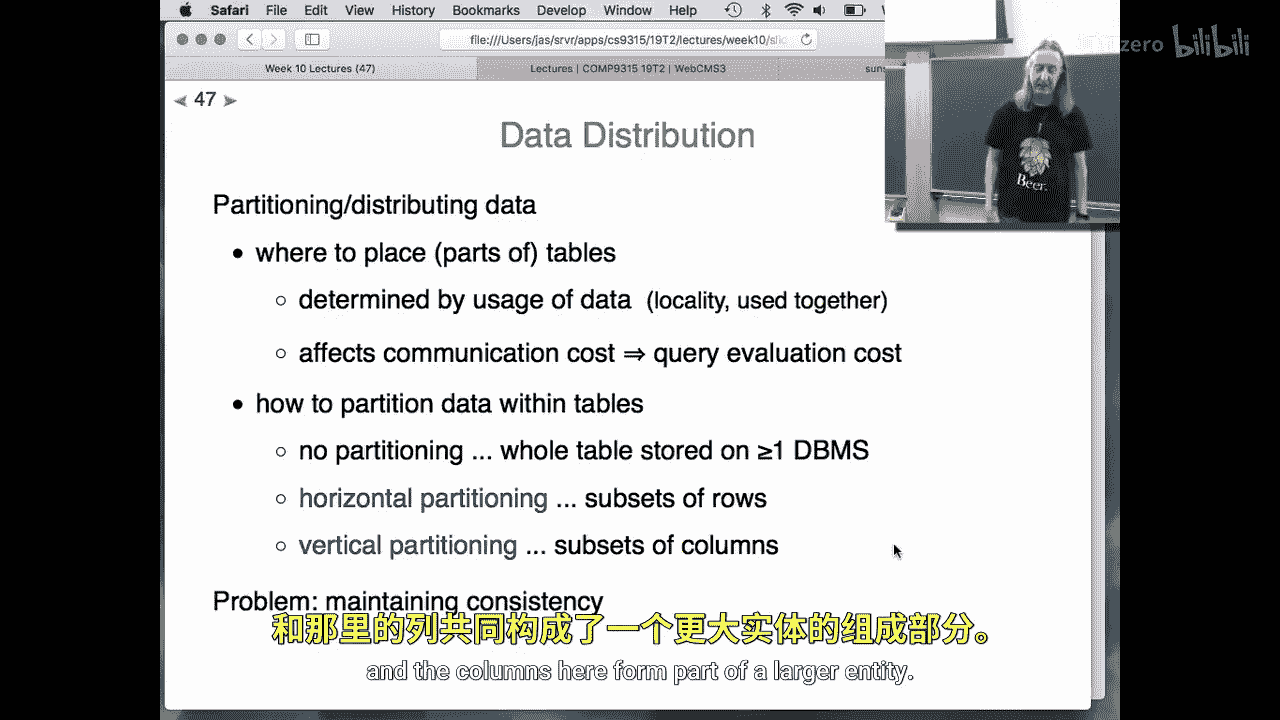 Safari File Edit View History Bookmarks Develop Window Help
zero bilibili
file:///Users/jas/srvr/apps/cs9315/19T2/lectures/week10/slid
Week 10 Lectures (47)
Lectures | COMP9315 19T2 | WebCMS3
47
Data Distribution
Beer.
Partitioning/distributing data
• where to place (parts of) tables
◦ determined by usage of data (locality, used together)
◦ affects communication cost ⇒ query evaluation cost
• how to partition data within tables
◦ no partitioning ... whole table stored on ≥1 DBMS
◦ horizontal partitioning ... subsets of rows
◦ vertical partitioning ... subsets of columns
Problem: maintaining consistency
和那里的列共同构成了一个更大实体的组成部分。
and the columns here form part of a larger entity.